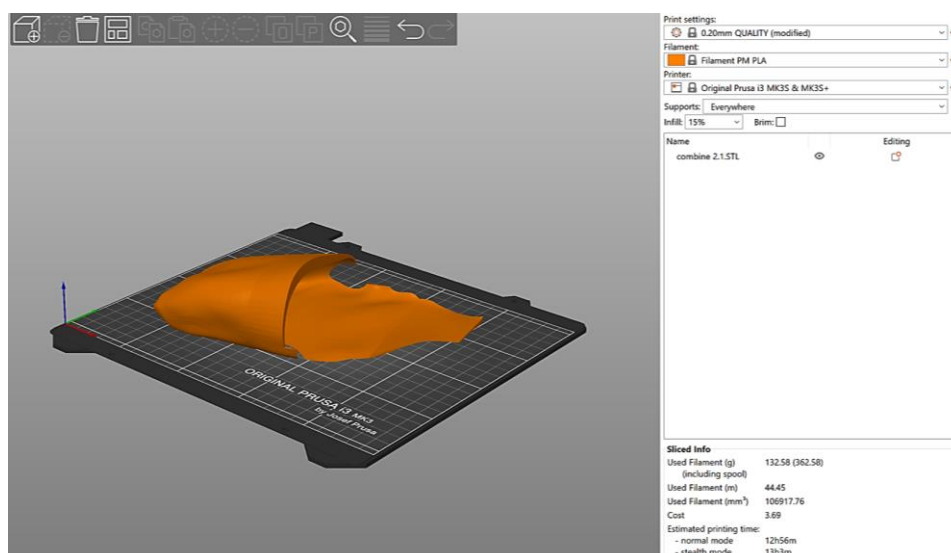 Print settings:
0.20mm QUALITY (modified)
Filament:
Filament PM PLA
Printer:
Original Prusa i3 MK3S & MK3S+
Supports: Everywhere
Infill: 15% Brim:
Name Editing
combine 2.1.STL
ORIGINAL PRUSA i3 MK3
by Josef Prusa
Sliced Info
Used Filament (g) 132.58 (362.58)
(including spool)
Used Filament (m) 44.45
Used Filament (mm³) 106917.76
Cost 3.69
Estimated printing time:
- normal mode 12h56m
- stealth mode 13h3m